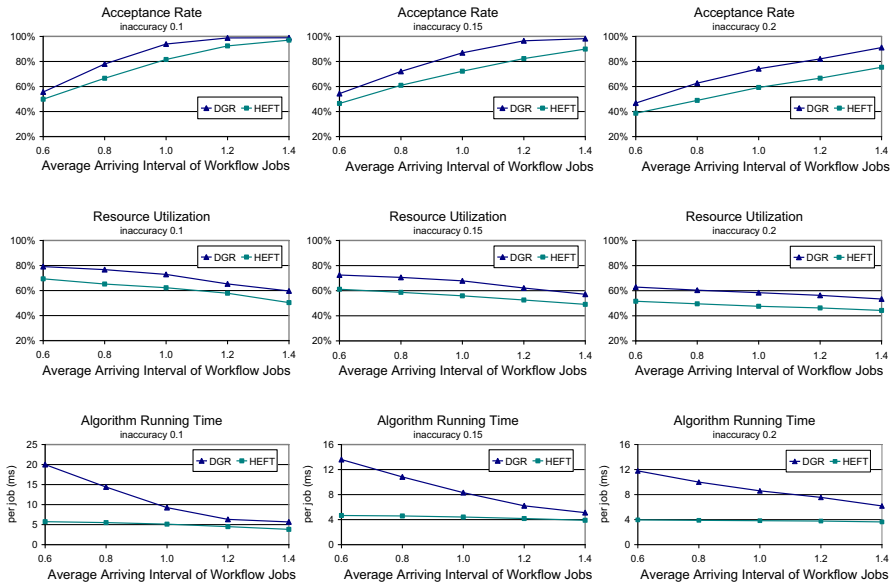 Acceptance Rate
inaccuracy 0.1
100%
80%
60%
40%
20%
DGR HEFT
0.6 0.8 1.0 1.2 1.4
Average Arriving Interval of Workflow Jobs
Acceptance Rate
inaccuracy 0.15
100%
80%
60%
40%
20%
DGR HEFT
0.6 0.8 1.0 1.2 1.4
Average Arriving Interval of Workflow Jobs
Acceptance Rate
inaccuracy 0.2
100%
80%
60%
40%
20%
DGR HEFT
0.6 0.8 1.0 1.2 1.4
Average Arriving Interval of Workflow Jobs
Resource Utilization
inaccuracy 0.1
100%
80%
60%
40%
20%
DGR HEFT
0.6 0.8 1.0 1.2 1.4
Average Arriving Interval of Workflow Jobs
Resource Utilization
inaccuracy 0.15
100%
80%
60%
40%
20%
DGR HEFT
0.6 0.8 1.0 1.2 1.4
Average Arriving Interval of Workflow Jobs
Resource Utilization
inaccuracy 0.2
100%
80%
60%
40%
20%
DGR HEFT
0.6 0.8 1.0 1.2 1.4
Average Arriving Interval of Workflow Jobs
Algorithm Running Time
inaccuracy 0.1
per job (ms)
25
20
15
10
5
0
DGR HEFT
0.6 0.8 1.0 1.2 1.4
Average Arriving Interval of Workflow Jobs
Algorithm Running Time
inaccuracy 0.15
per job (ms)
16
12
8
4
0
DGR HEFT
0.6 0.8 1.0 1.2 1.4
Average Arriving Interval of Workflow Jobs
Algorithm Running Time
inaccuracy 0.2
per job (ms)
16
12
8
4
0
DGR HEFT
0.6 0.8 1.0 1.2 1.4
Average Arriving Interval of Workflow Jobs